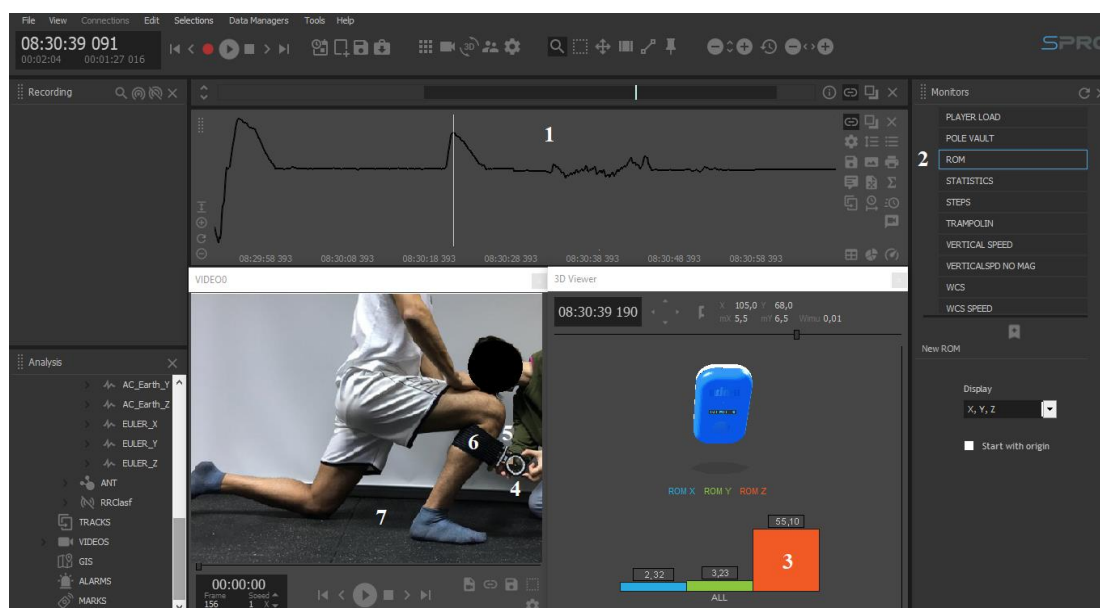 File View Connections Edit Selections Data Managers Tools Help
08:30:39 091
00:02:04 00:01:27 016
3D
SPRO
Recording
Monitors
1
2
PLAYER LOAD
POLE VAULT
ROM
STATISTICS
STEPS
TRAMPOLIN
VERTICAL SPEED
VERTICALSPD NO MAG
WCS
WCS SPEED
08:29:58 393 08:30:08 393 08:30:18 393 08:30:28 393 08:30:38 393 08:30:48 393 08:30:58 393
VIDEO0
3D Viewer
08:30:39 190
X 105,0 Y 68,0
mX 5,5 mY 6,5 Wimu 0,01
New ROM
Display
X, Y, Z
Start with origin
Analysis
AC_Earth_Y
AC_Earth_Z
EULER_X
EULER_Y
EULER_Z
ANT
RRClasf
TRACKS
VIDEOS
GIS
ALARMS
MARKS
6
5
4
7
ROM X ROM Y ROM Z
55,10
3
2,32
3,23
ALL
00:00:00
Frame Speed
156 1 X